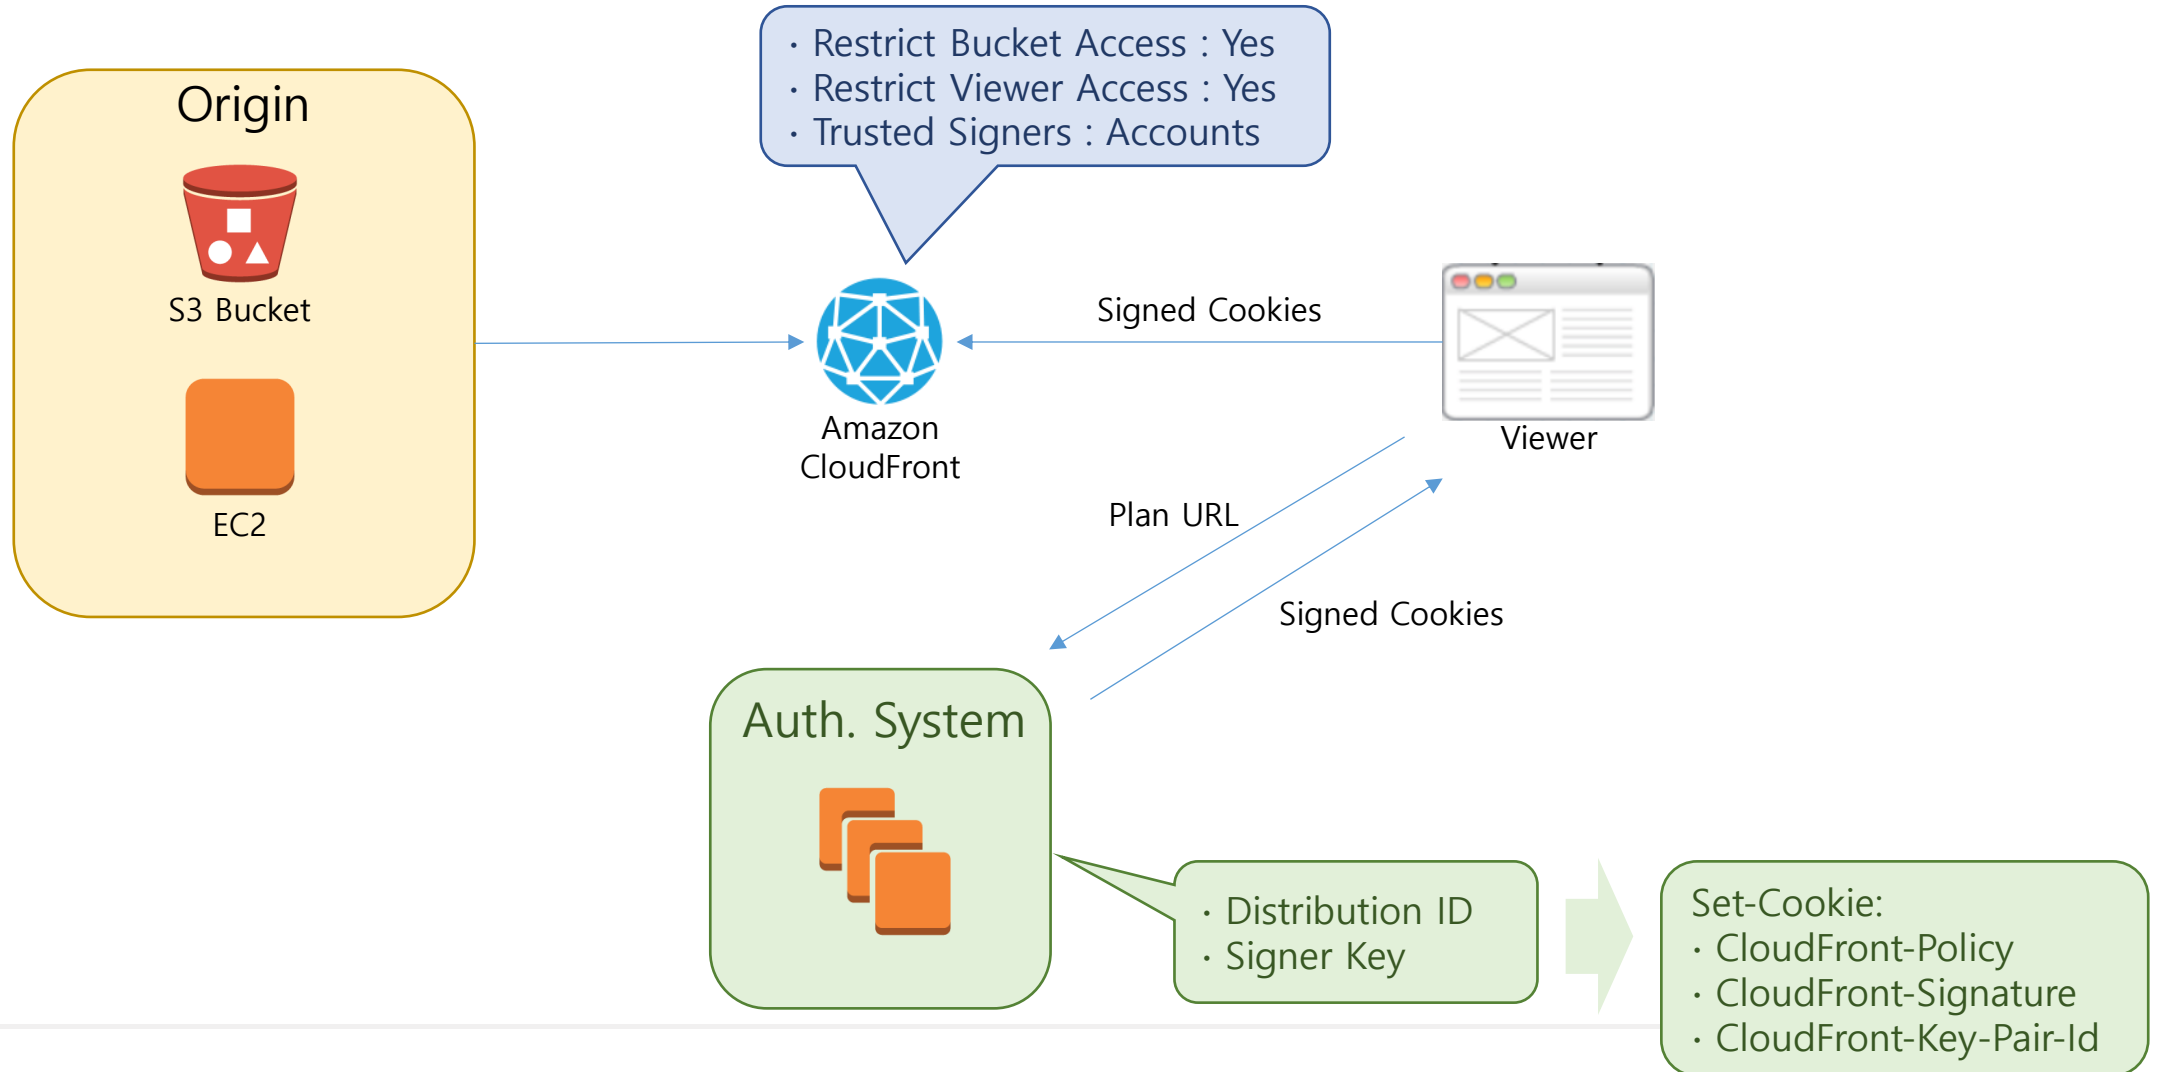 · Restrict Bucket Access : Yes
· Restrict Viewer Access : Yes
· Trusted Signers : Accounts
Origin
S3 Bucket
EC2
Amazon
CloudFront
Signed Cookies
Viewer
Plan URL
Signed Cookies
Auth. System
· Distribution ID
· Signer Key
Set-Cookie:
· CloudFront-Policy
· CloudFront-Signature
· CloudFront-Key-Pair-Id